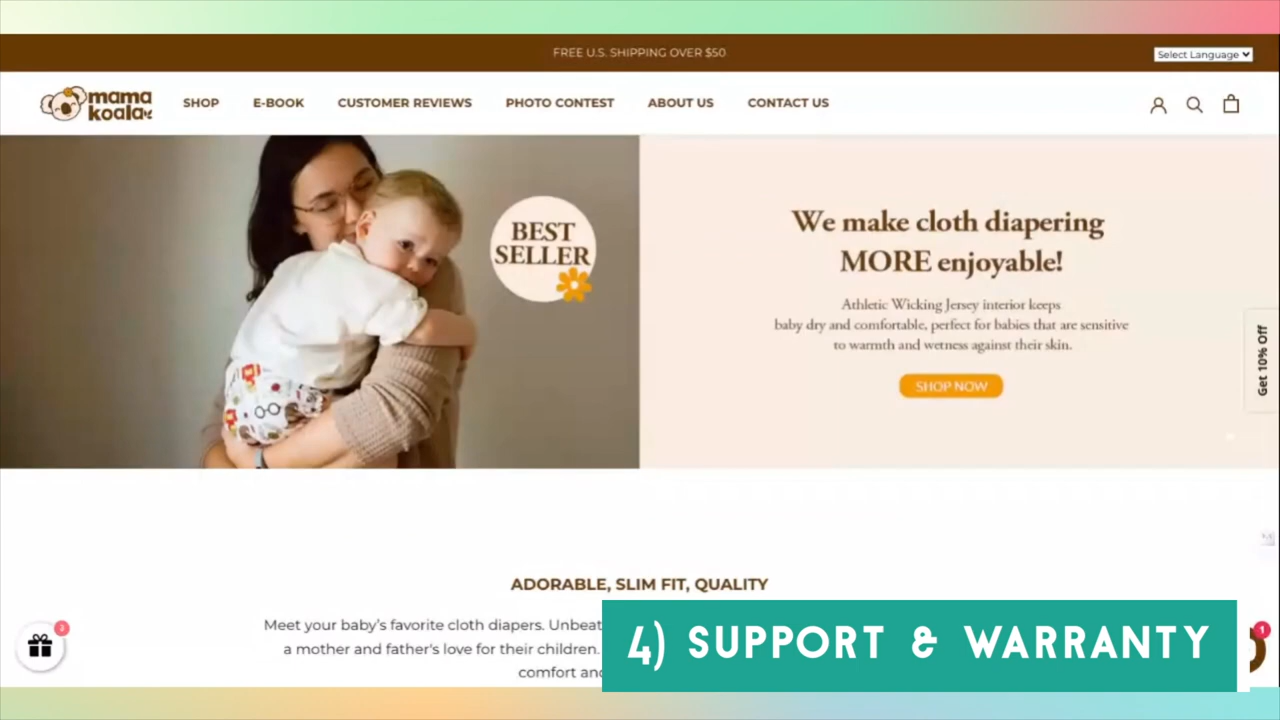 FREE U.S. SHIPPING OVER $50
Select Language
mama
koala
SHOP
E-BOOK
CUSTOMER REVIEWS
PHOTO CONTEST
ABOUT US
CONTACT US
BEST
SELLER
We make cloth diapering
MORE enjoyable!
Athletic Wicking Jersey interior keeps
baby dry and comfortable, perfect for babies that are sensitive
to warmth and wetness against their skin.
SHOP NOW
Get 10% Off
ADORABLE, SLIM FIT, QUALITY
Meet your baby's favorite cloth diapers.
a mother and father's love for their children.
comfort
2
4) SUPPORT & WARRANTY
1